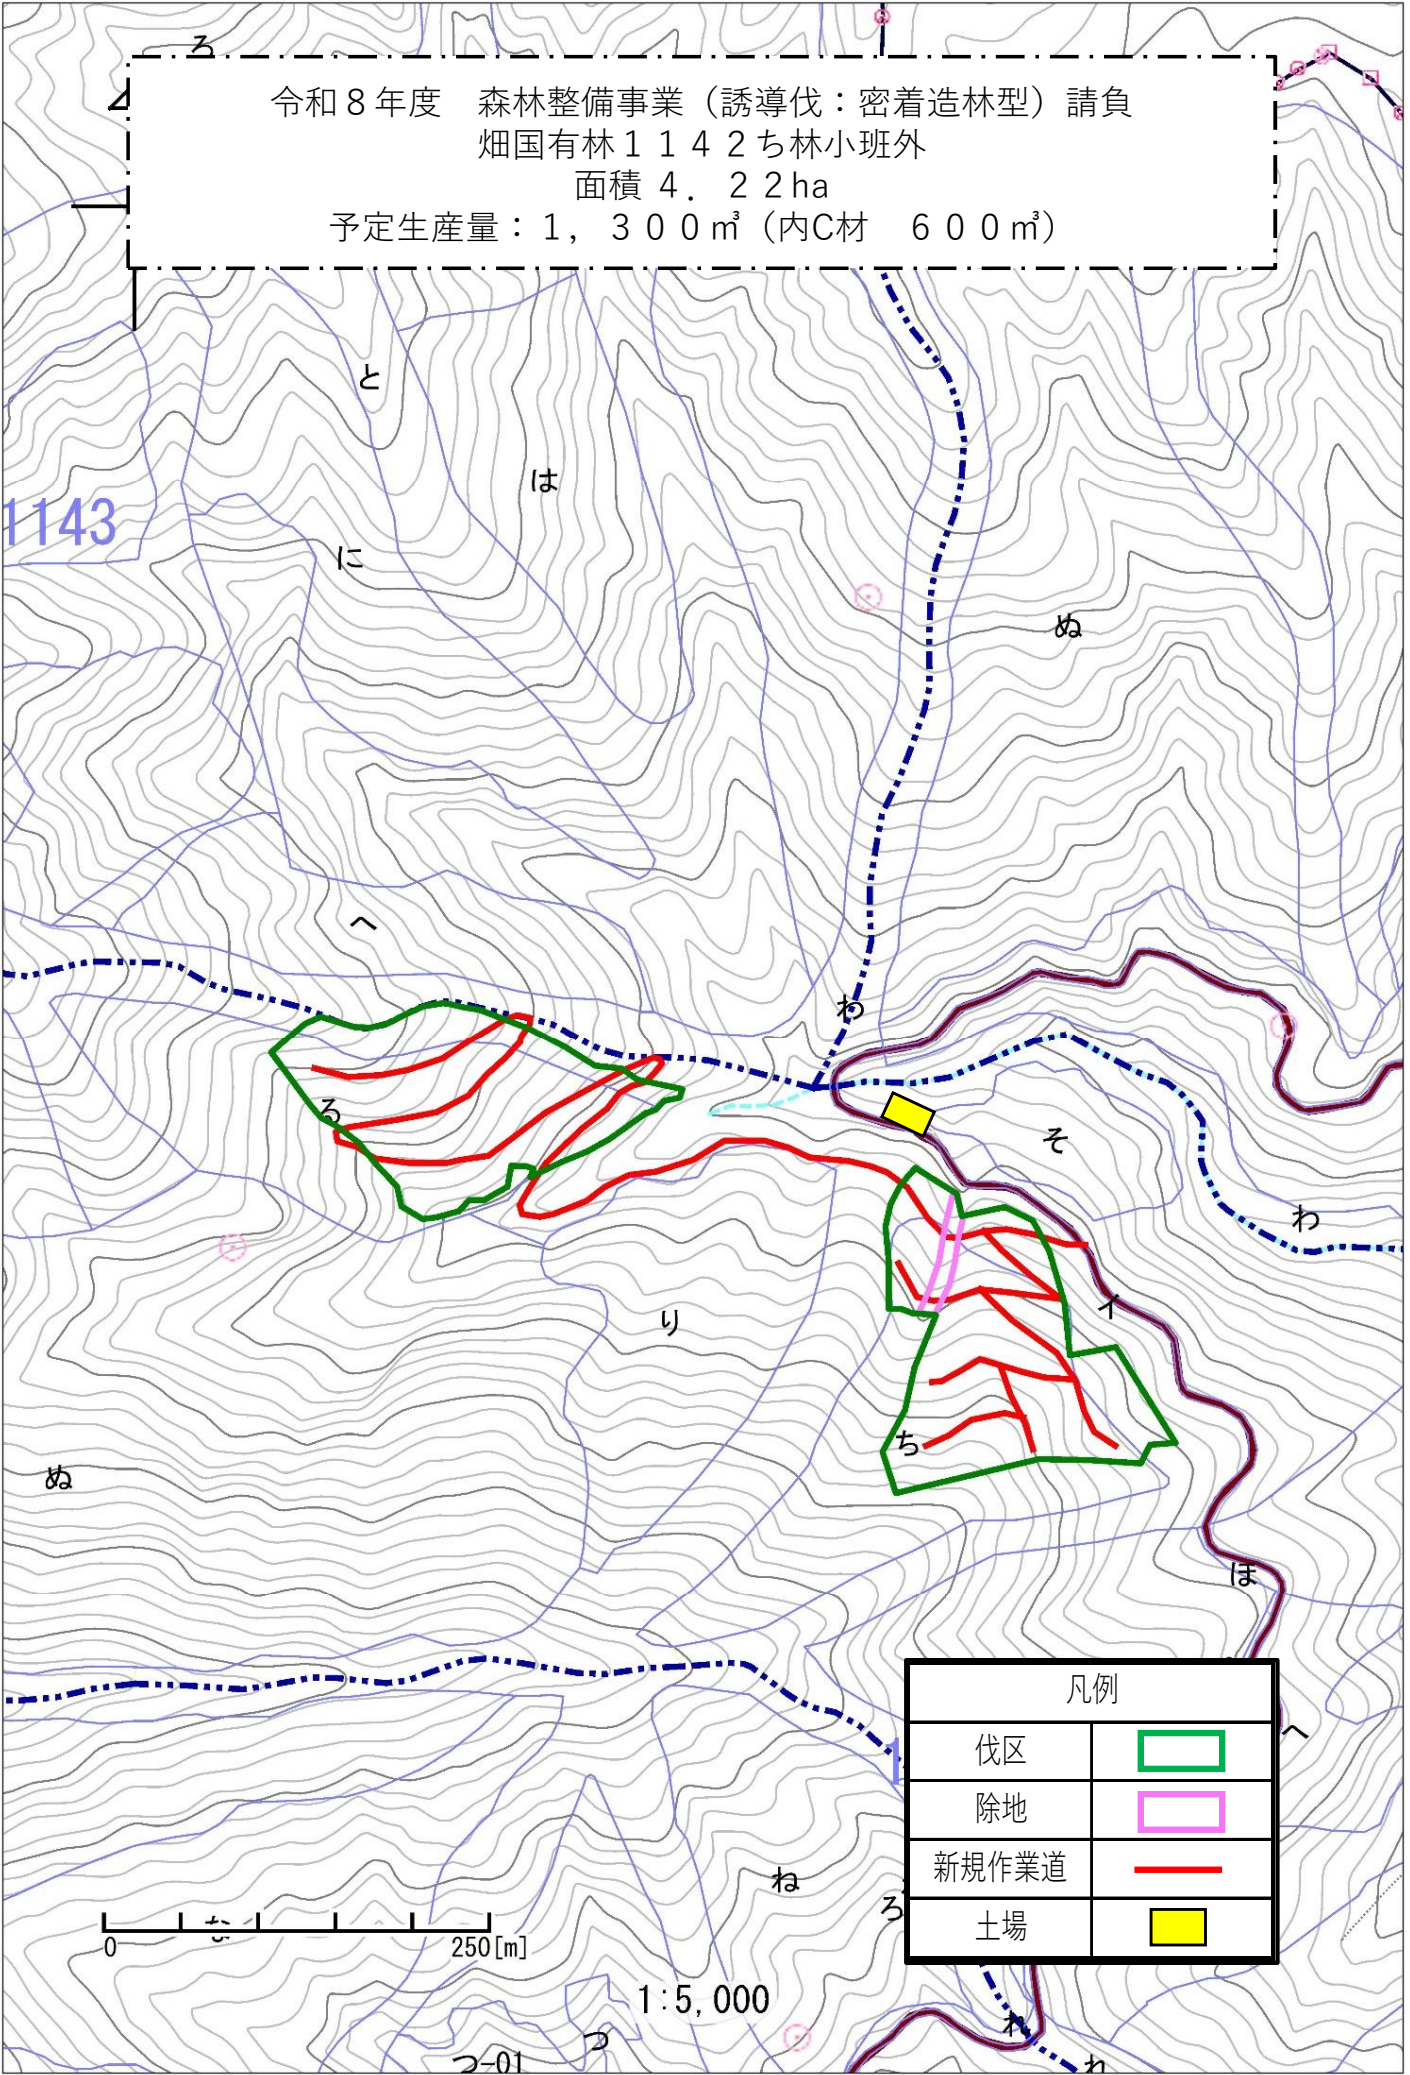 ろ
令和８年度　森林整備事業（誘導伐：密着造林型）請負
畑国有林１１４２ち林小班外
面積 ４．２２ha
予定生産量：１，３００㎥（内C材　６００㎥）
と
は
1143
に
ぬ
へ
わ
ろ
そ
わ
イ
り
ち
ぬ
ほ
凡例
伐区
除地
新規作業道
土場
へ
ね
ろ
な
0 250[m]
1:5,000
れ
つ
つ-01
れ